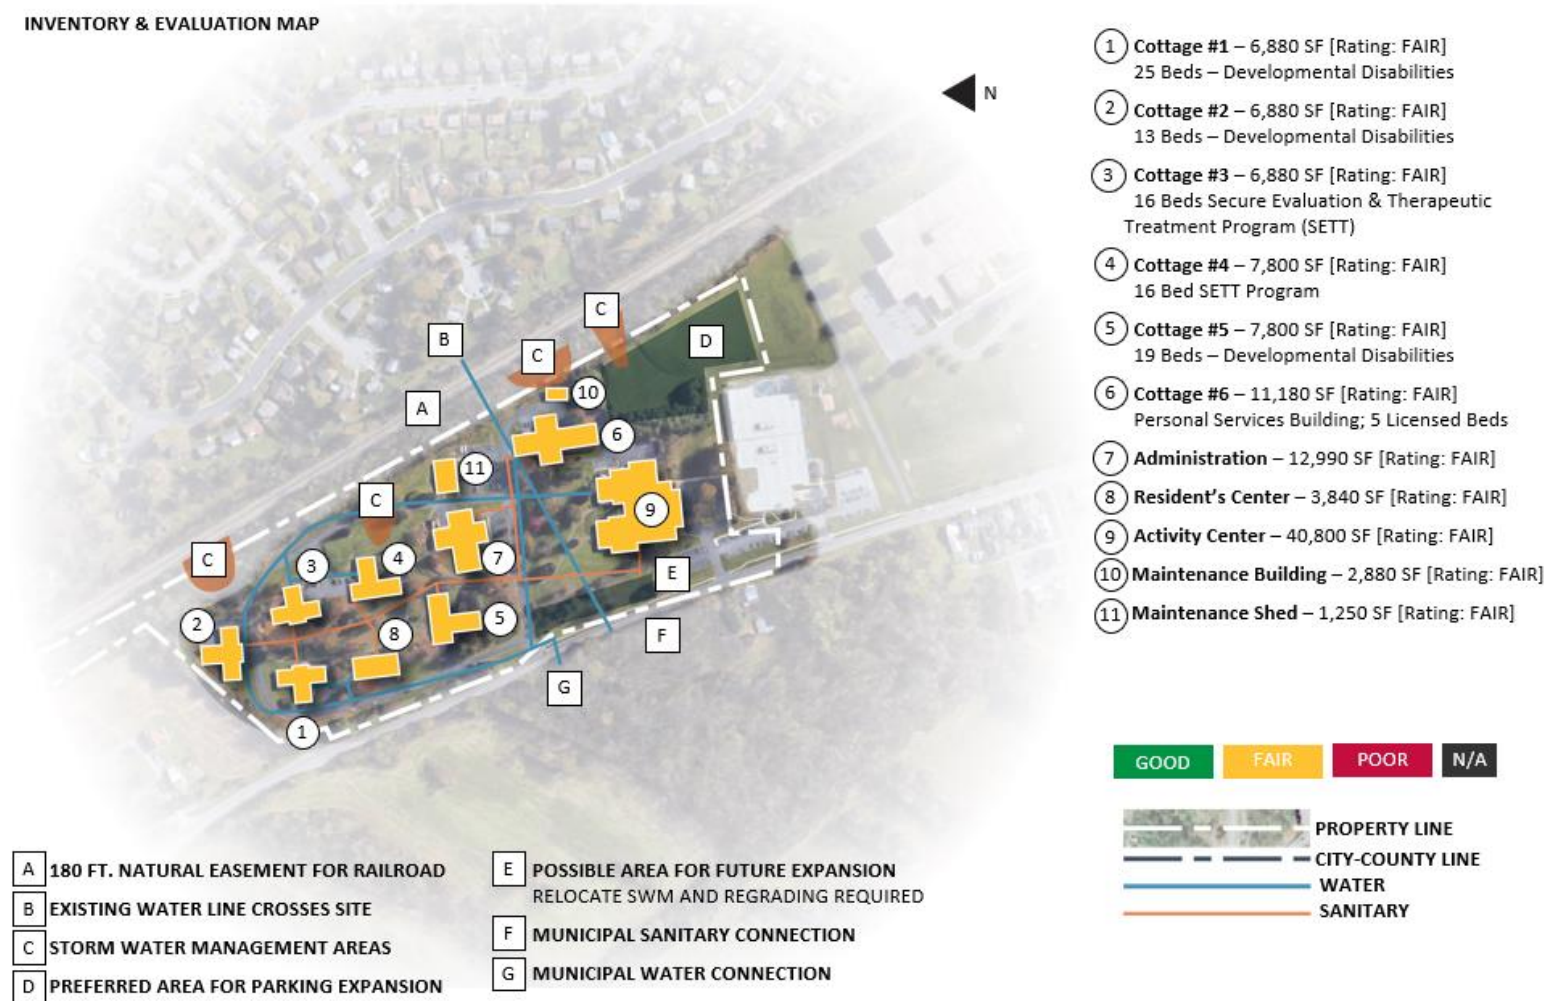 INVENTORY & EVALUATION MAP
N
B
C
C
D
A
10
6
11
C
9
C
3
4
7
E
2
8
5
F
G
1
1 Cottage #1 – 6,880 SF [Rating: FAIR]
25 Beds – Developmental Disabilities
2 Cottage #2 – 6,880 SF [Rating: FAIR]
13 Beds – Developmental Disabilities
3 Cottage #3 – 6,880 SF [Rating: FAIR]
16 Beds Secure Evaluation & Therapeutic
Treatment Program (SETT)
4 Cottage #4 – 7,800 SF [Rating: FAIR]
16 Bed SETT Program
5 Cottage #5 – 7,800 SF [Rating: FAIR]
19 Beds – Developmental Disabilities
6 Cottage #6 – 11,180 SF [Rating: FAIR]
Personal Services Building; 5 Licensed Beds
7 Administration – 12,990 SF [Rating: FAIR]
8 Resident's Center – 3,840 SF [Rating: FAIR]
9 Activity Center – 40,800 SF [Rating: FAIR]
10 Maintenance Building – 2,880 SF [Rating: FAIR]
11 Maintenance Shed – 1,250 SF [Rating: FAIR]
GOOD FAIR POOR N/A
PROPERTY LINE
CITY-COUNTY LINE
WATER
SANITARY
A 180 FT. NATURAL EASEMENT FOR RAILROAD
B EXISTING WATER LINE CROSSES SITE
C STORM WATER MANAGEMENT AREAS
D PREFERRED AREA FOR PARKING EXPANSION
E POSSIBLE AREA FOR FUTURE EXPANSION
RELOCATE SWM AND REGRADING REQUIRED
F MUNICIPAL SANITARY CONNECTION
G MUNICIPAL WATER CONNECTION